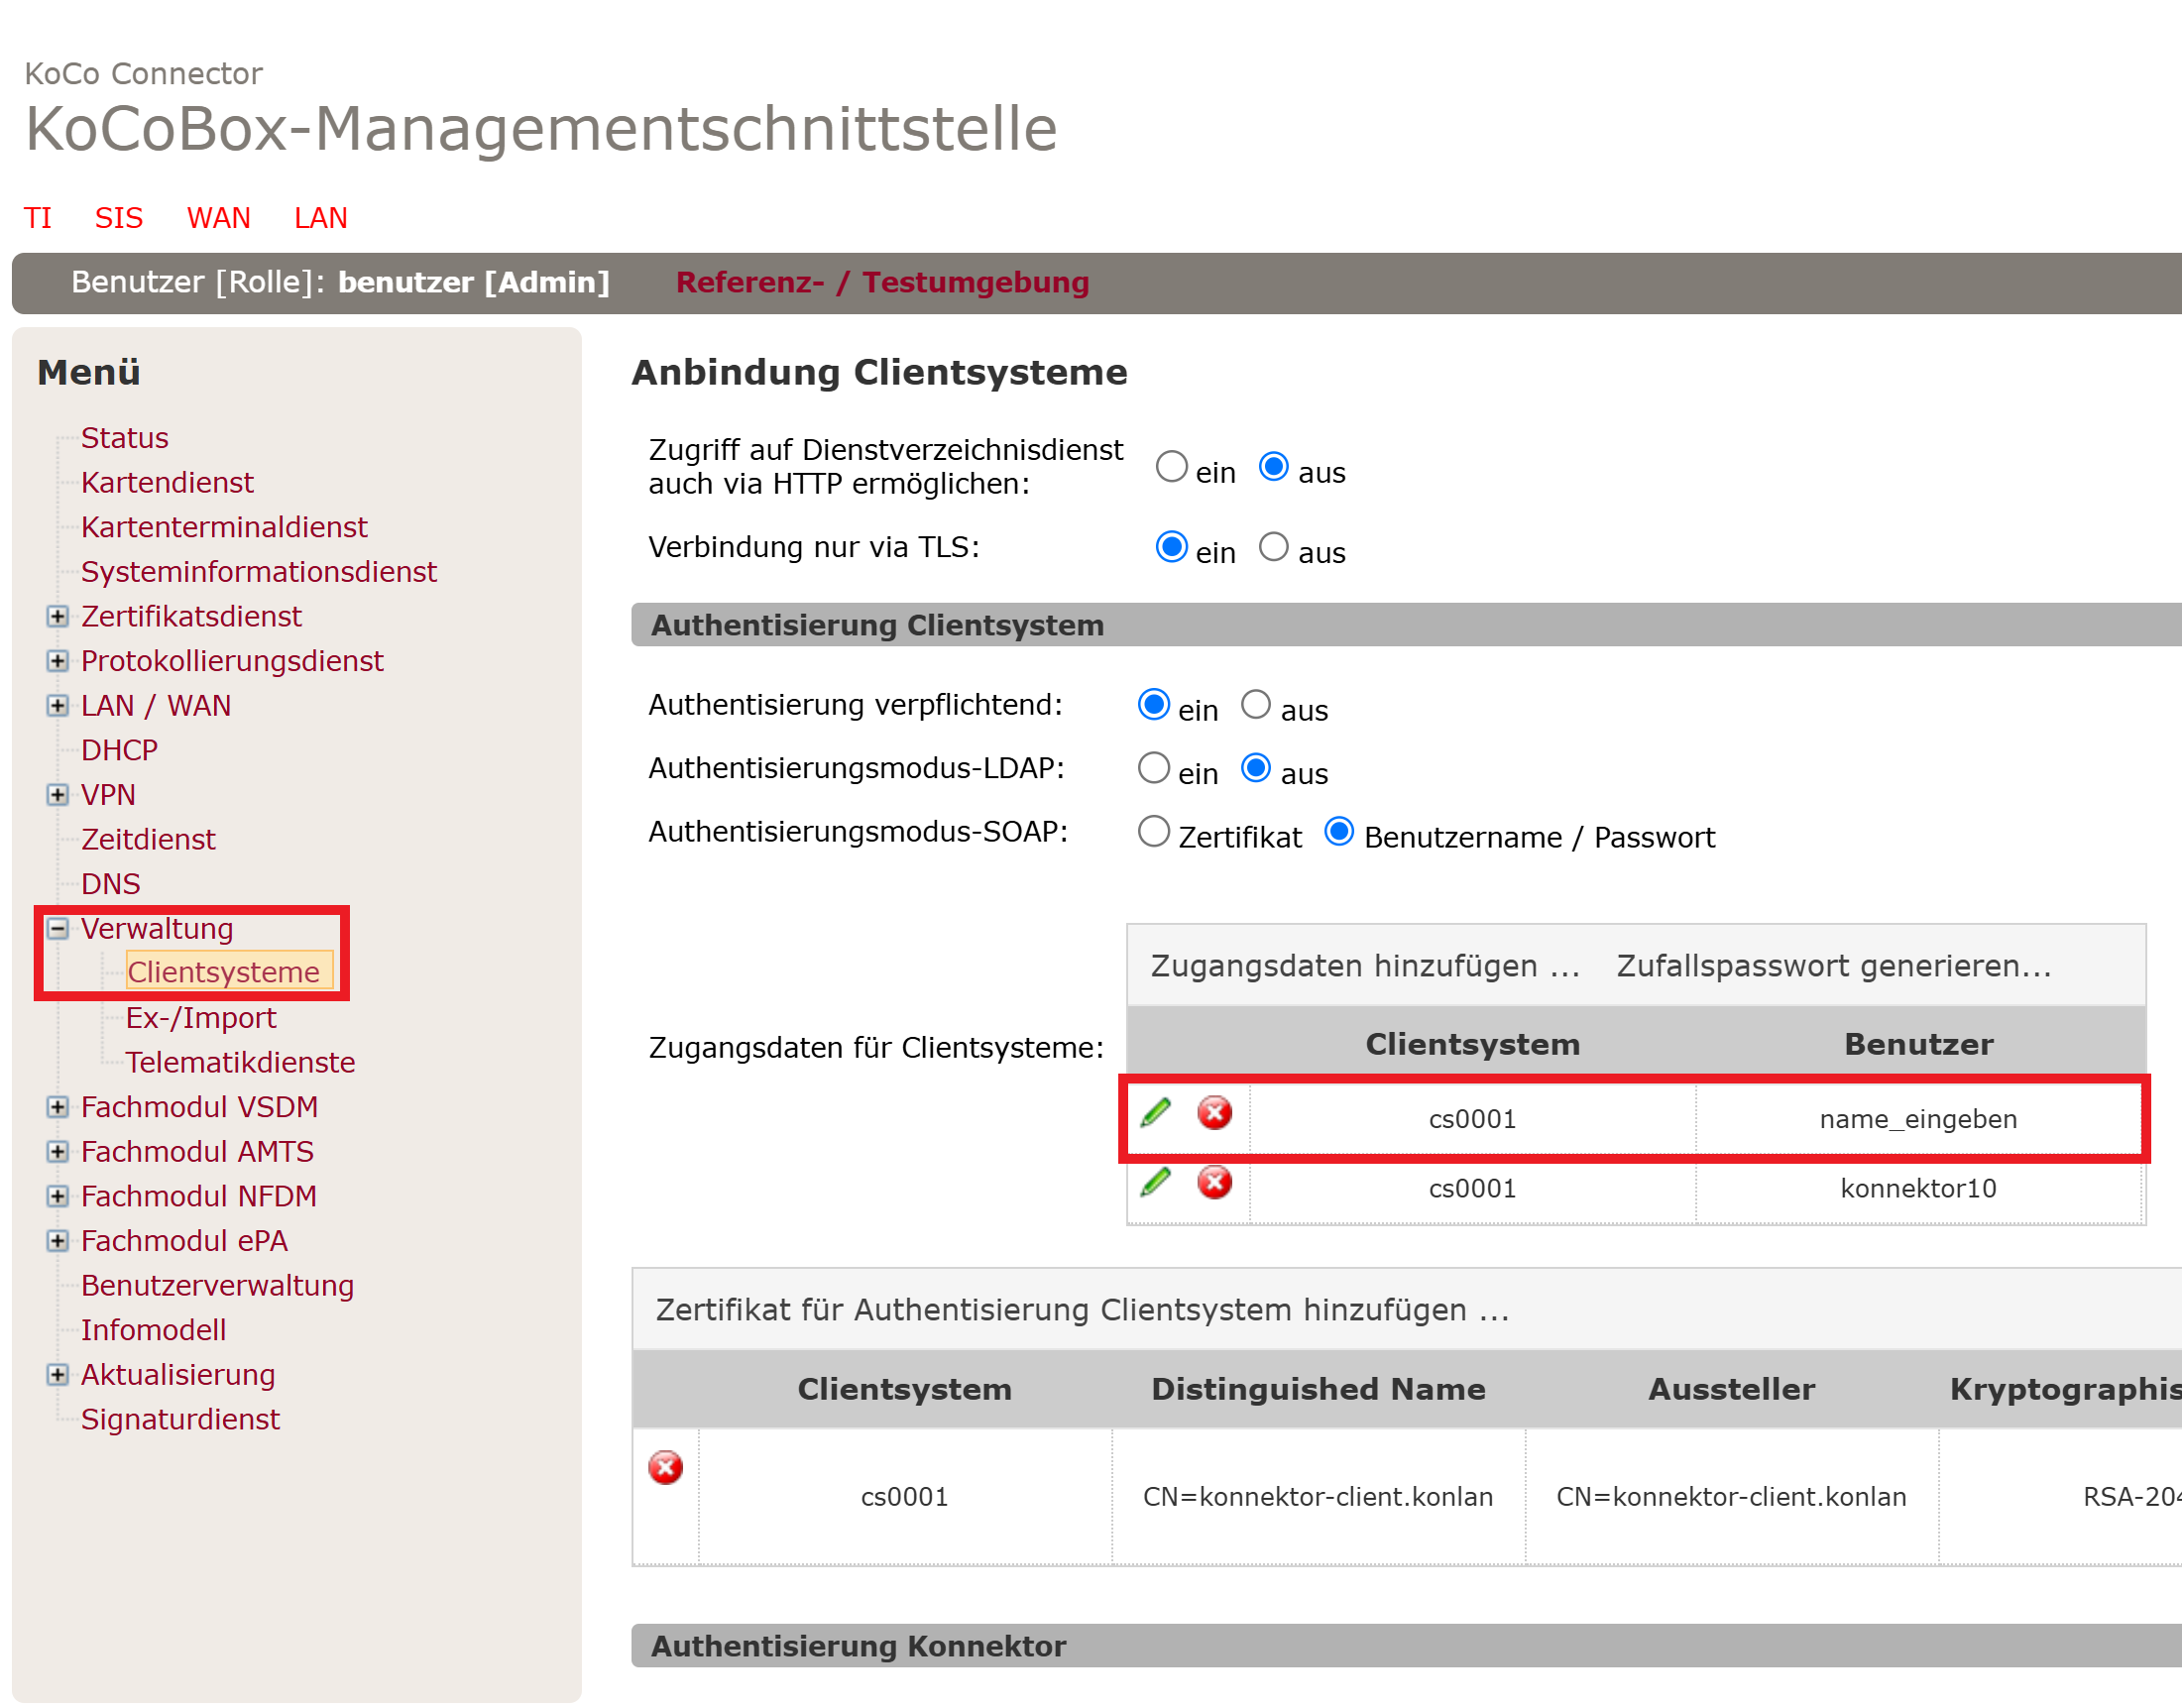 KoCo Connector
KoCoBox-Managementschnittstelle
TI SIS WAN LAN
Benutzer [Rolle]: benutzer [Admin] Referenz- / Testumgebung
Menü
Status
Kartendienst
Kartenterminaldienst
Systeminformationsdienst
Zertifikatsdienst
Protokollierungsdienst
LAN / WAN
DHCP
VPN
Zeitdienst
DNS
Verwaltung
Clientsysteme
Ex-/Import
Telematikdienste
Fachmodul VSDM
Fachmodul AMTS
Fachmodul NFDM
Fachmodul ePA
Benutzerverwaltung
Infomodell
Aktualisierung
Signaturdienst
Anbindung Clientsysteme
Zugriff auf Dienstverzeichnisdienst
auch via HTTP ermöglichen: ein aus
Verbindung nur via TLS: ein aus
Authentisierung Clientsystem
Authentisierung verpflichtend: ein aus
Authentisierungsmodus-LDAP: ein aus
Authentisierungsmodus-SOAP: Zertifikat Benutzername / Passwort
Zugangsdaten für Clientsysteme:
Zugangsdaten hinzufügen ... Zufallspasswort generieren...
Clientsystem Benutzer
cs0001 name_eingeben
cs0001 konnektor10
Zertifikat für Authentisierung Clientsystem hinzufügen ...
Clientsystem Distinguished Name Aussteller Kryptographis
cs0001 CN=konnektor-client.konlan CN=konnektor-client.konlan RSA-204
Authentisierung Konnektor